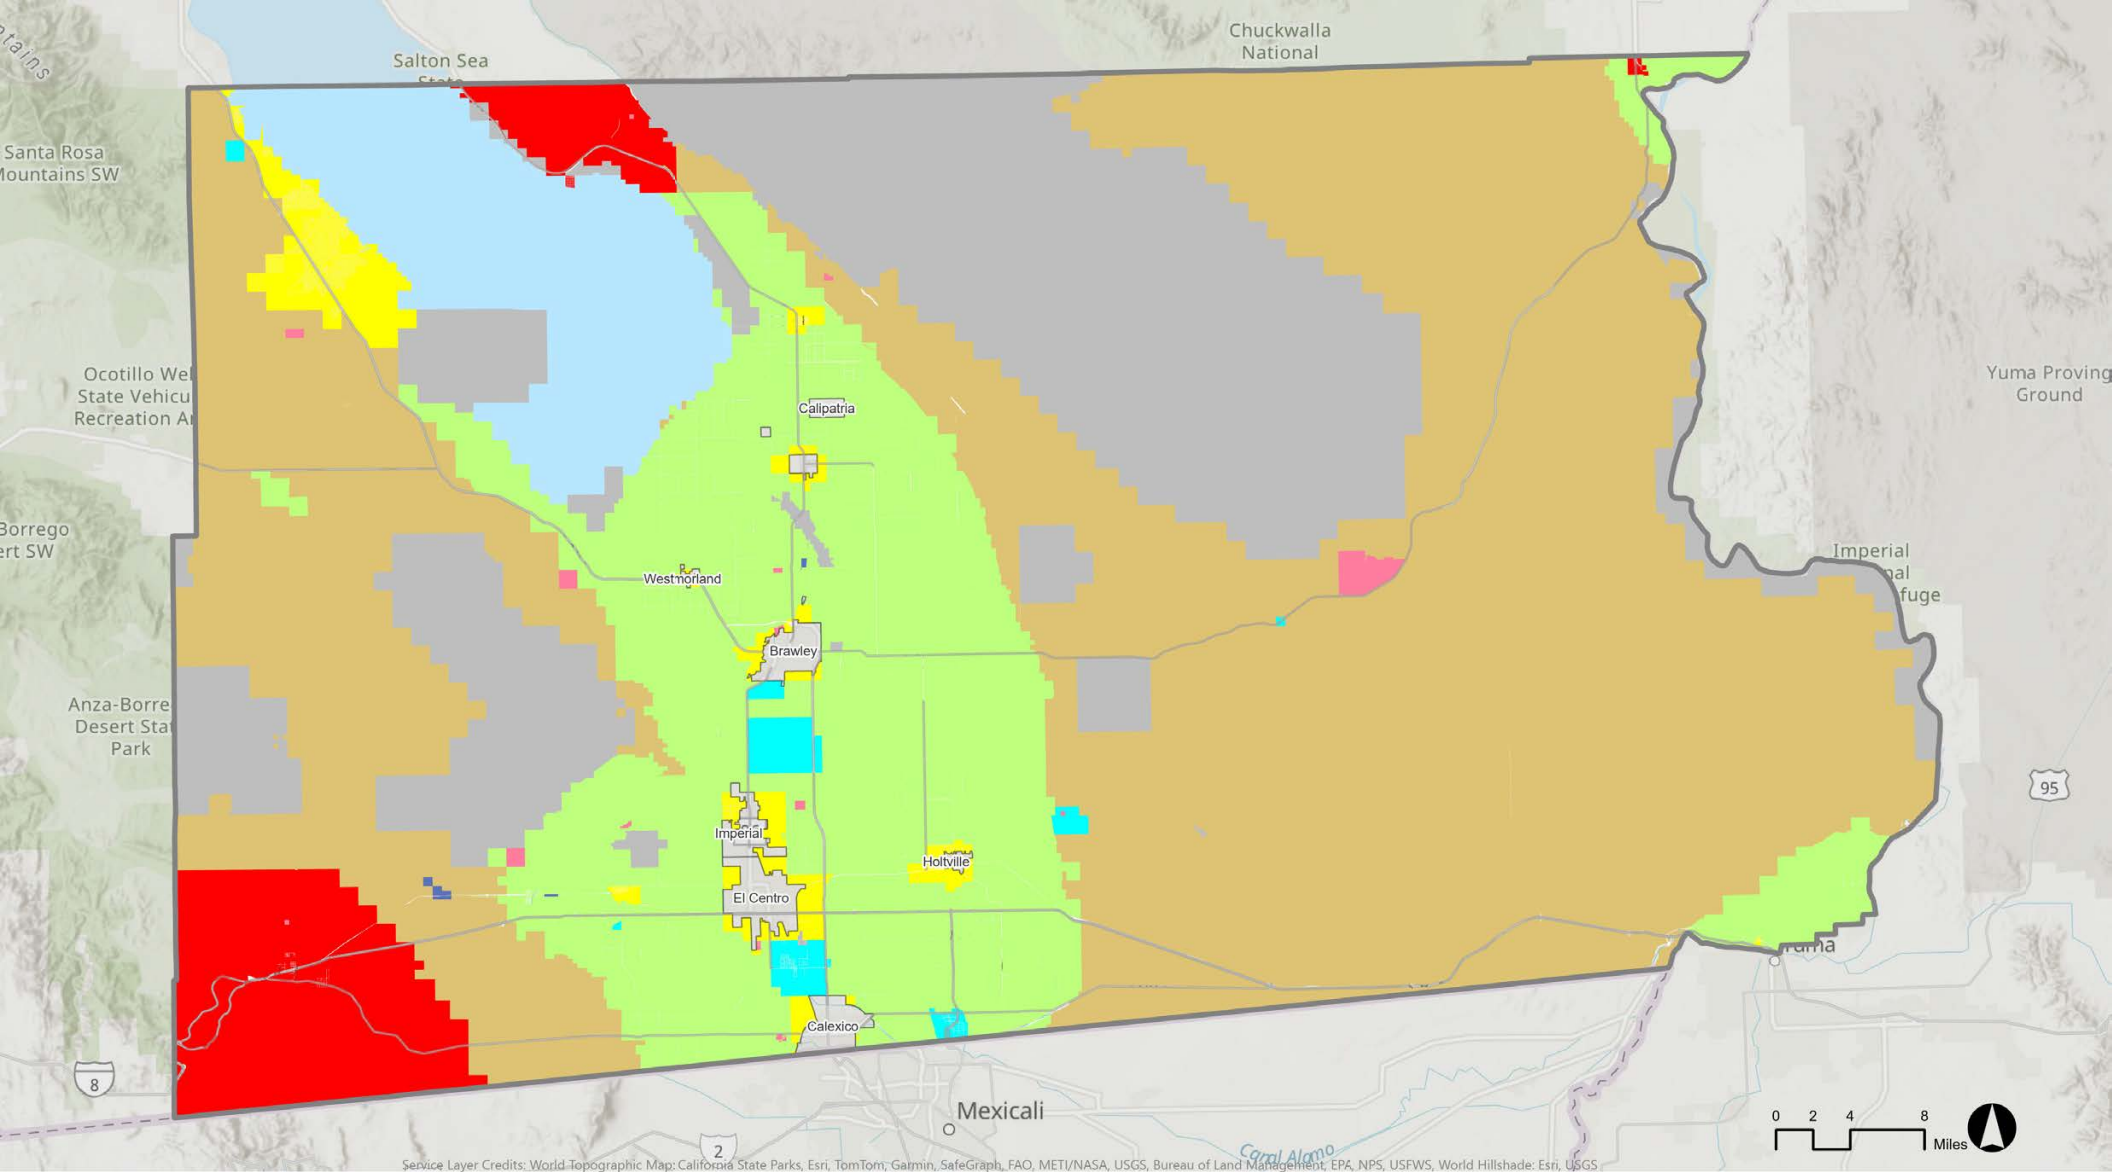 Chuckwalla
National
Salton Sea
Santa Rosa
Mountains SW
Ocotillo Wel
State Vehicu
Recreation Ar
Yuma Proving
Ground
Calipatria
Borrego
ert SW
Imperial
nal
fuge
Westmorland
Brawley
Anza-Borre
Desert Stat
Park
95
Imperial
Holtville
El Centro
Calexico
8
Mexicali
0 2 4 8
Miles
2
Canal Alamo
Service Layer Credits: World Topographic Map: California State Parks, Esri, TomTom, Garmin, SafeGraph, FAO, METI/NASA, USGS, Bureau of Land Management, EPA, NPS, USFWS, World Hillshade: Esri, USGS